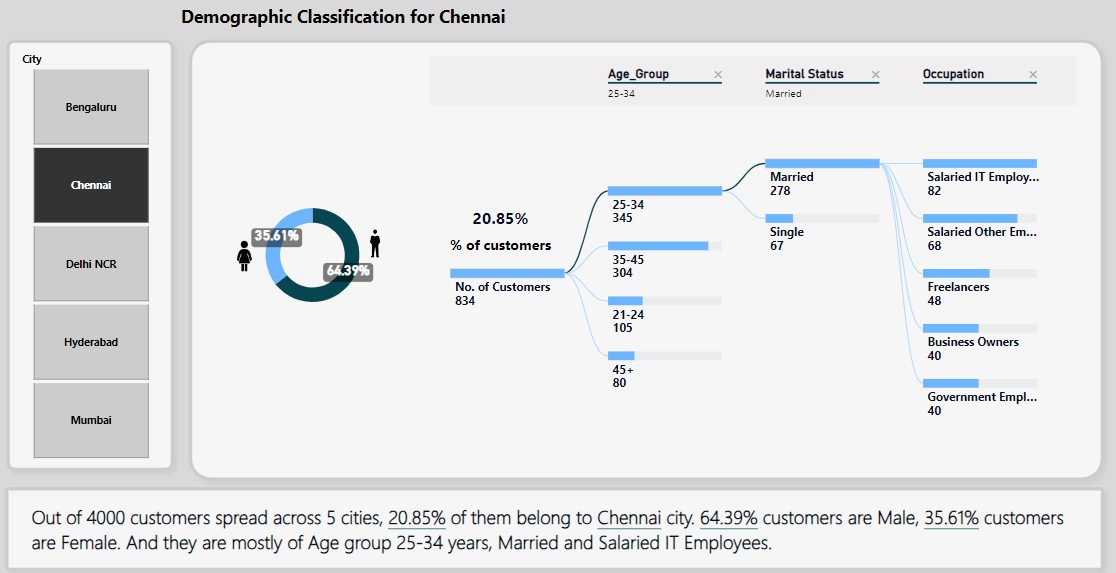 Demographic Classification for Chennai
City
Bengaluru
Chennai
Delhi NCR
Hyderabad
Mumbai
35.61%
64.39%
20.85%
% of customers
No. of Customers
834
Age_Group
25-34
25-34
345
35-45
304
21-24
105
45+
80
Marital Status
Married
Married
278
Single
67
Occupation
Salaried IT Employ...
82
Salaried Other Em...
68
Freelancers
48
Business Owners
40
Government Empl...
40
Out of 4000 customers spread across 5 cities, 20.85% of them belong to Chennai city. 64.39% customers are Male, 35.61% customers
are Female. And they are mostly of Age group 25-34 years, Married and Salaried IT Employees.